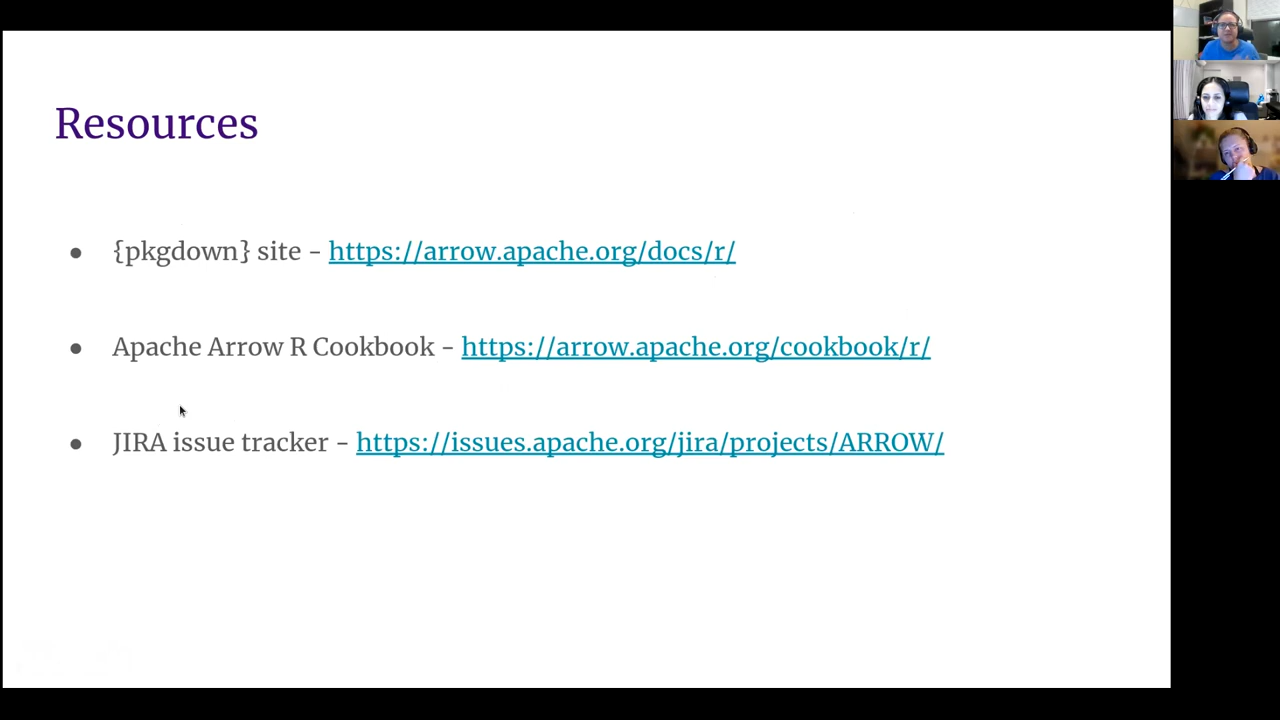 Resources
● {pkgdown} site - https://arrow.apache.org/docs/r/
● Apache Arrow R Cookbook - https://arrow.apache.org/cookbook/r/
● JIRA issue tracker - https://issues.apache.org/jira/projects/ARROW/